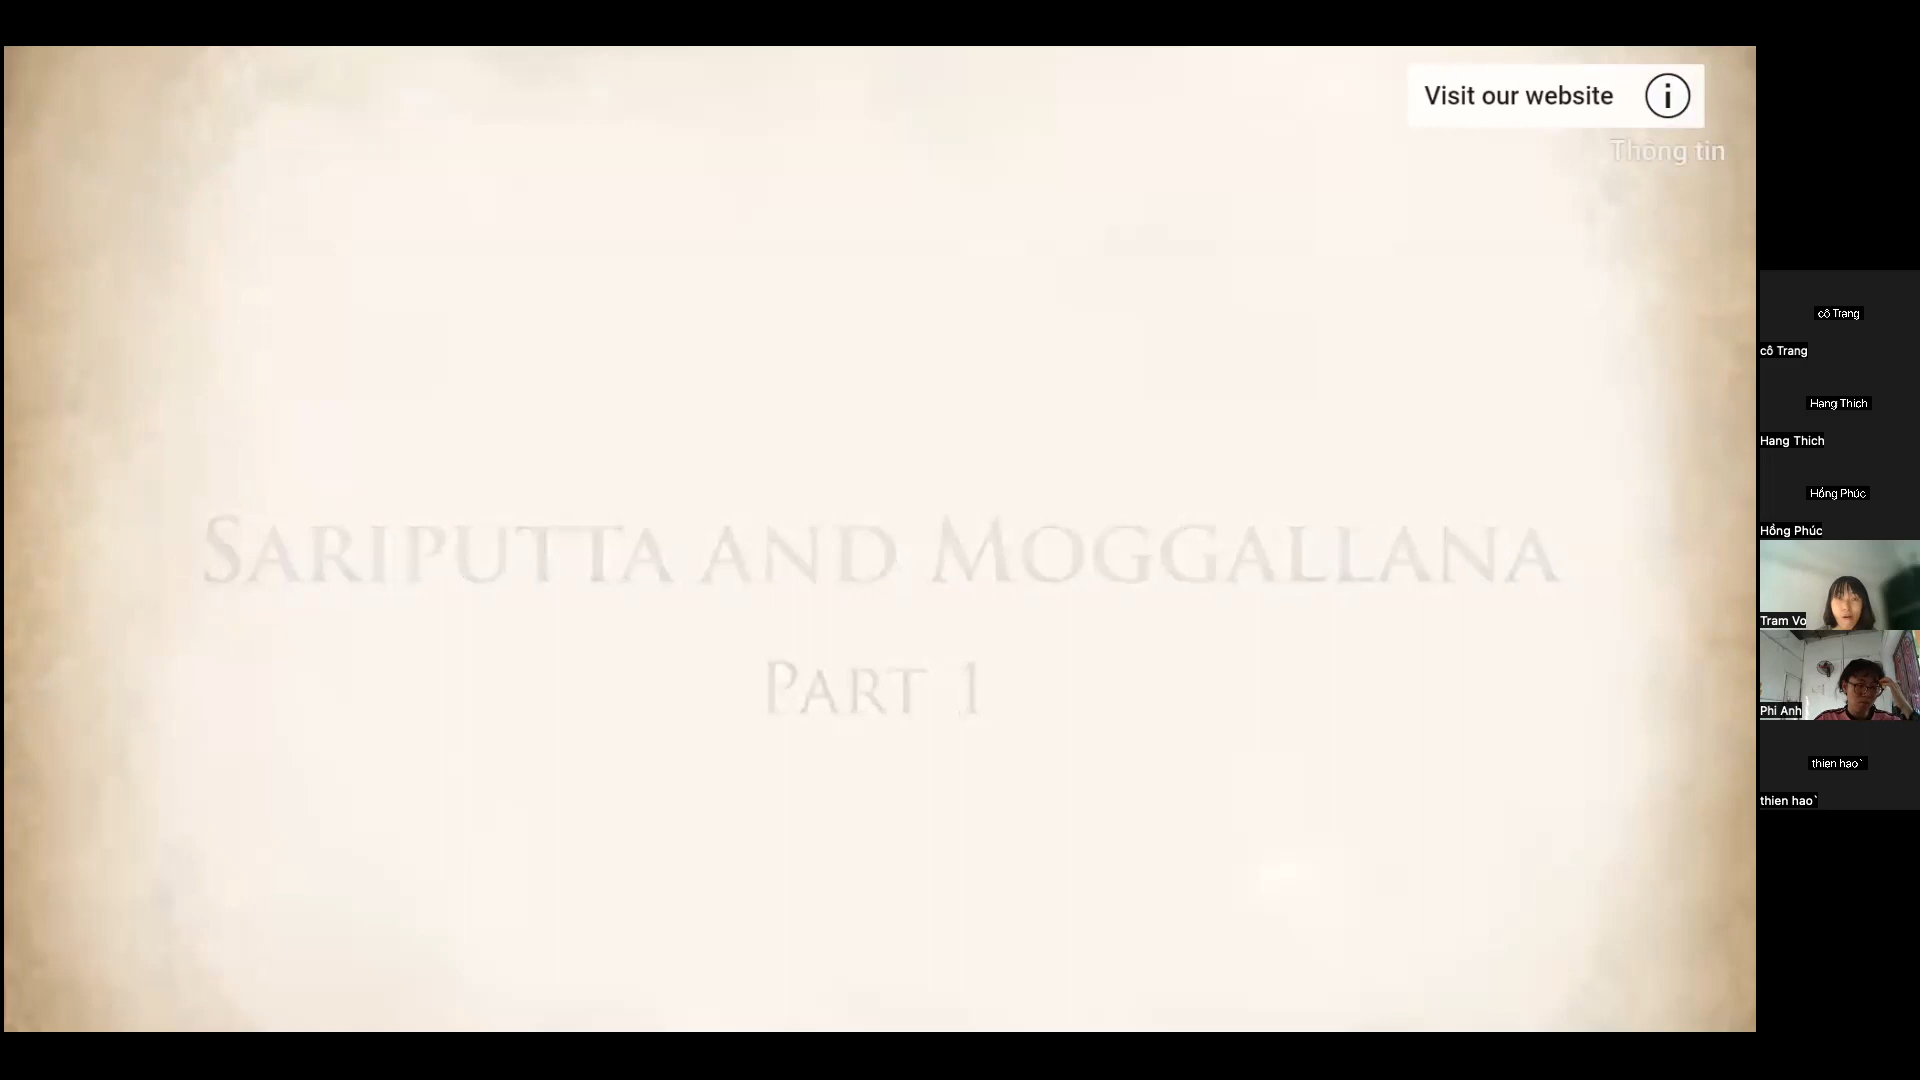 Visit our website
Thông tin
SARIPUTTA AND MOGGALLANA
PART 1
cô Trang
cô Trang
Hang Thich
Hang Thich
Hồng Phúc
Hồng Phúc
Tram Vo
Phi Anh
thien hao`
thien hao`